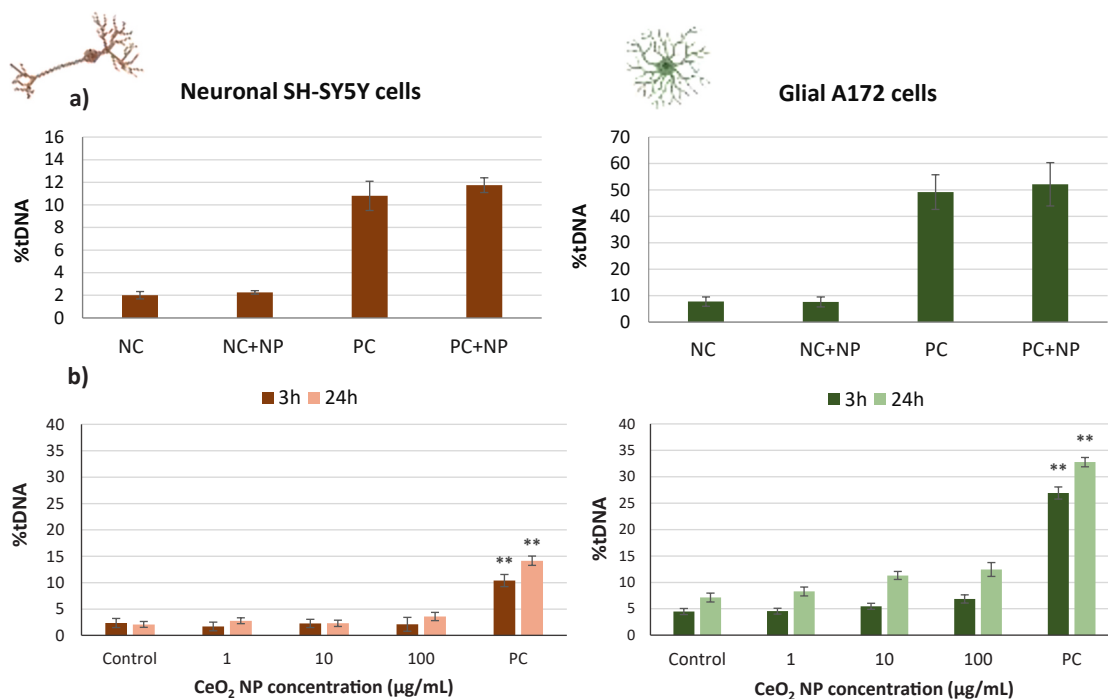 a)
Neuronal SH-SY5Y cells
%tDNA
16
14
12
10
8
6
4
2
0
NC NC+NP PC PC+NP
Glial A172 cells
%tDNA
70
60
50
40
30
20
10
0
NC NC+NP PC PC+NP
b)
3h 24h
%tDNA
40
35
30
25
20
15
10
5
0
** **
Control 1 10 100 PC
CeO₂ NP concentration (µg/mL)
3h 24h
%tDNA
40
35
30
25
20
15
10
5
0
** **
Control 1 10 100 PC
CeO₂ NP concentration (µg/mL)